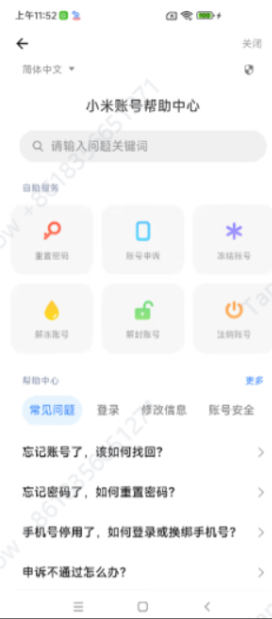 上午11:52
关闭
简体中文
小米账号帮助中心
请输入问题关键词
自助服务
重置密码 账号申诉 冻结账号
解冻账号 解封账号 注销账号
帮助中心 更多
常见问题 登录 修改信息 账号安全
忘记账号了，该如何找回？
忘记密码了，如何重置密码？
手机号停用了，如何登录或换绑手机号？
申诉不通过怎么办？